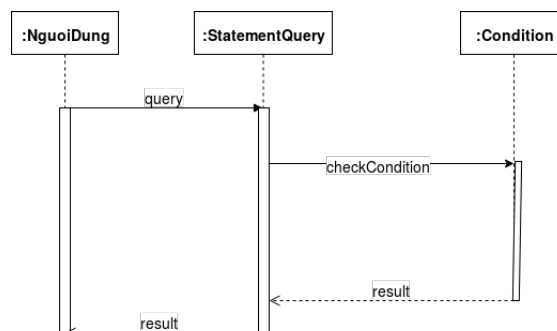 :NguoiDung
:StatementQuery
:Condition
query
checkCondition
result
result